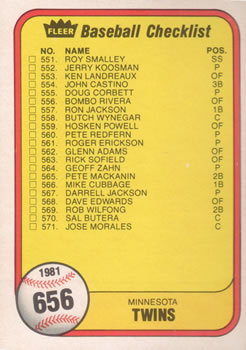 FLEER Baseball Checklist
NO. NAME POS.
551. ROY SMALLEY SS
552. JERRY KOOSMAN P
553. KEN LANDREAUX OF
554. JOHN CASTINO 3B
555. DOUG CORBETT P
556. BOMBO RIVERA OF
557. RON JACKSON 1B
558. BUTCH WYNEGAR C
559. HOSKEN POWELL OF
560. PETE REDFERN P
561. ROGER ERICKSON P
562. GLENN ADAMS OF
563. RICK SOFIELD OF
564. GEOFF ZAHN P
565. PETE MACKANIN 2B
566. MIKE CUBBAGE 1B
567. DARRELL JACKSON P
568. DAVE EDWARDS OF
569. ROB WILFONG 2B
570. SAL BUTERA C
571. JOSE MORALES C
1981
656
MINNESOTA
TWINS